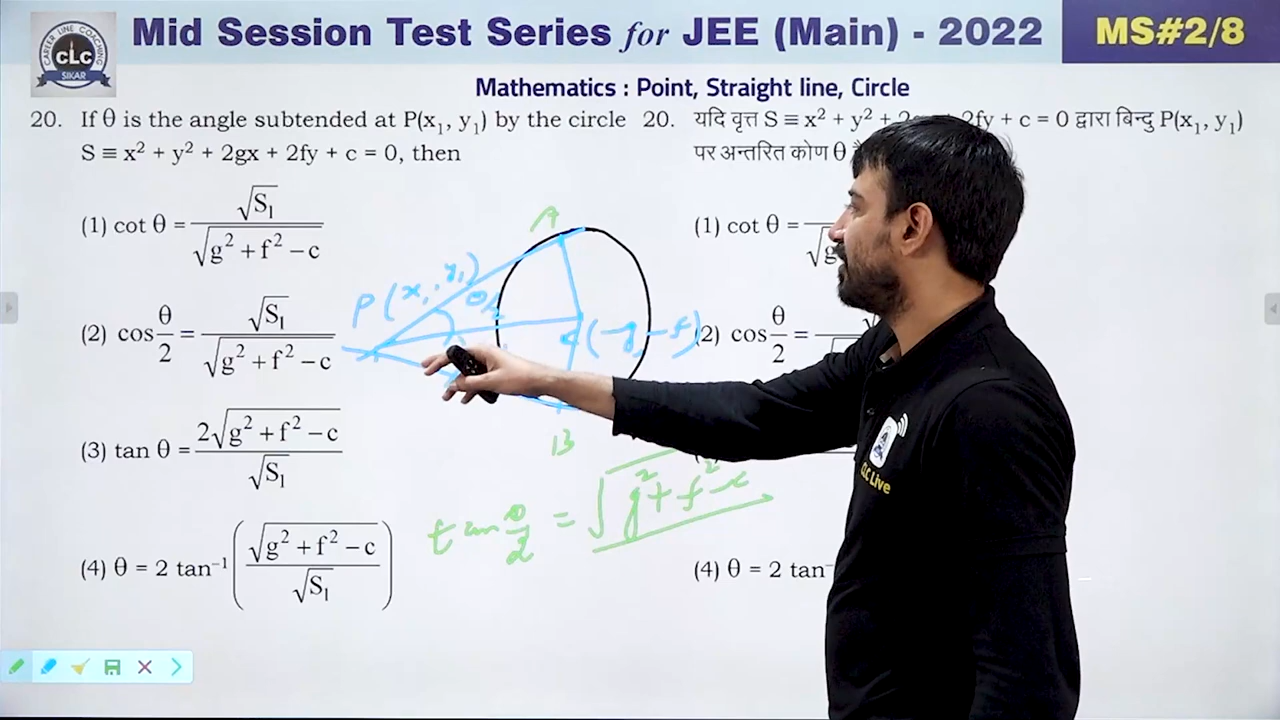 CAREER LINE COACHING
CLC
SIKAR
Mid Session Test Series for JEE (Main) - 2022
MS#2/8
Mathematics : Point, Straight line, Circle
20. If θ is the angle subtended at P(x₁, y₁) by the circle
S ≡ x² + y² + 2gx + 2fy + c = 0, then
(1) cot θ = √S₁ / √(g² + f² – c)
(2) cos θ/2 = √S₁ / √(g² + f² – c)
(3) tan θ = 2√(g² + f² – c) / √S₁
(4) θ = 2 tan⁻¹ (√(g² + f² – c) / √S₁)
P(x₁, y₁)
θ/2
A
C(-g, -f)
B
tan θ/2 = √(g² + f² - c)
20. यदि वृत्त S ≡ x² + y² + 2fy + c = 0 द्वारा बिन्दु P(x₁, y₁)
पर अन्तरित कोण θ
(1) cot θ =
(2) cos θ/2 =
(4) θ = 2 tan
CLC Live